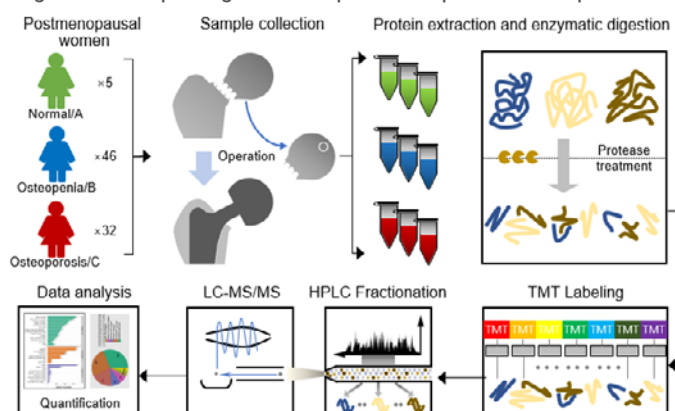 Postmenopausal
women
Sample collection
Protein extraction and enzymatic digestion
×5
Normal/A
×46
Osteopenia/B
×32
Osteoporosis/C
Operation
Protease
treatment
Data analysis
LC-MS/MS
HPLC Fractionation
TMT Labeling
TMT TMT TMT TMT TMT TMT TMT
Quantification